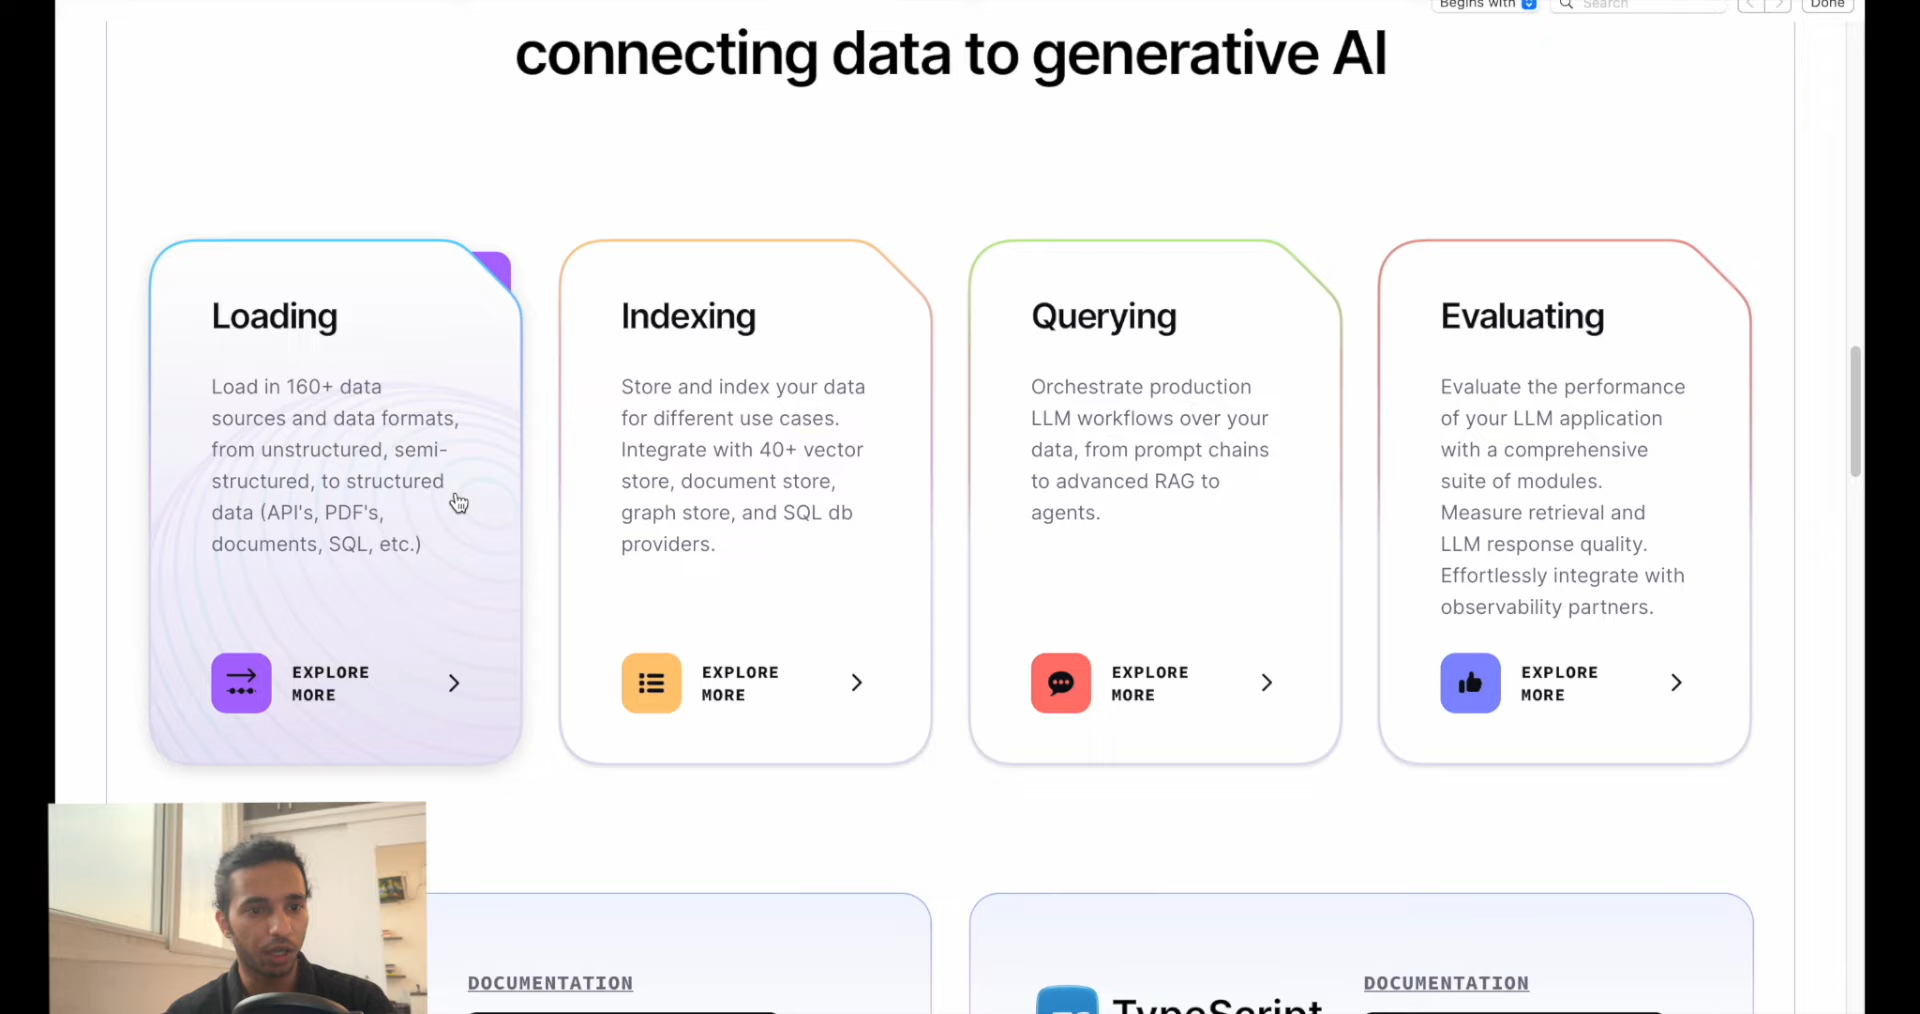 Begins with
Search
Done
connecting data to generative AI
Loading
Load in 160+ data
sources and data formats,
from unstructured, semi-
structured, to structured
data (API's, PDF's,
documents, SQL, etc.)
EXPLORE
MORE
Indexing
Store and index your data
for different use cases.
Integrate with 40+ vector
store, document store,
graph store, and SQL db
providers.
EXPLORE
MORE
Querying
Orchestrate production
LLM workflows over your
data, from prompt chains
to advanced RAG to
agents.
EXPLORE
MORE
Evaluating
Evaluate the performance
of your LLM application
with a comprehensive
suite of modules.
Measure retrieval and
LLM response quality.
Effortlessly integrate with
observability partners.
EXPLORE
MORE
DOCUMENTATION
TypeScript
DOCUMENTATION